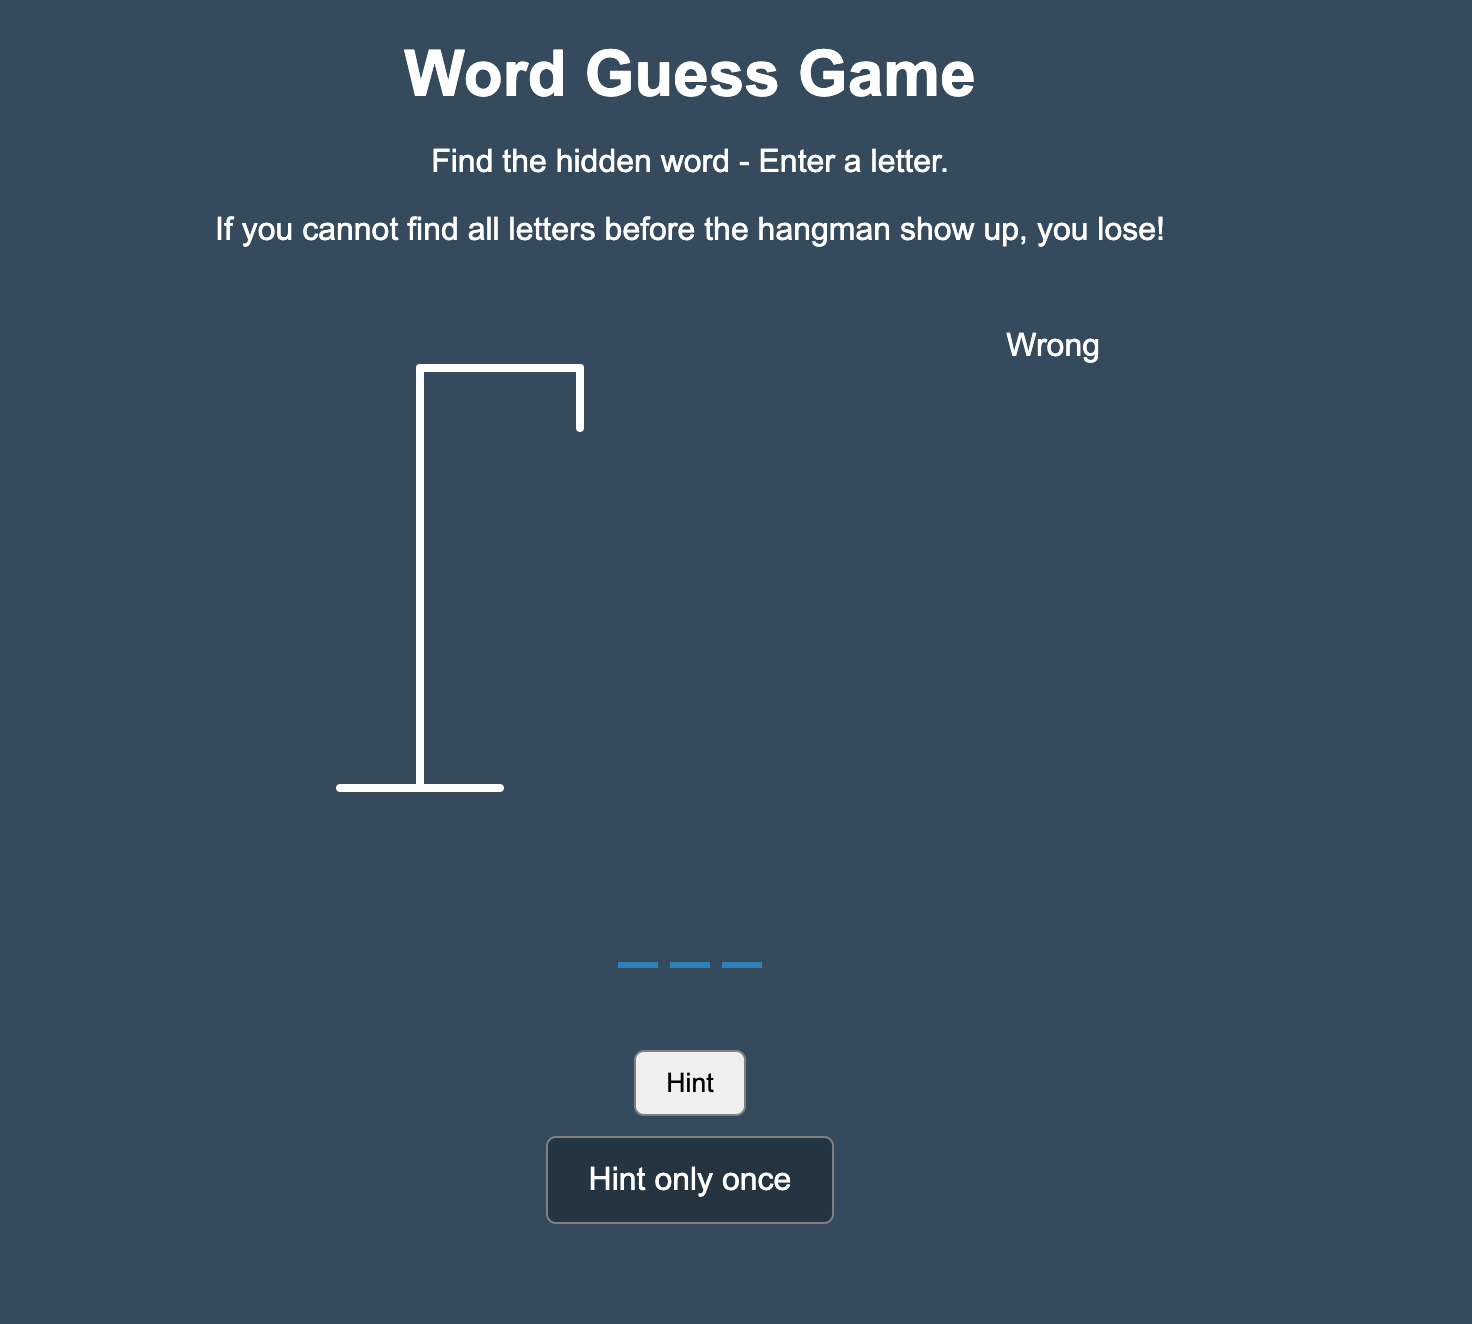 Word Guess Game
Find the hidden word - Enter a letter.
If you cannot find all letters before the hangman show up, you lose!
Wrong
Hint
Hint only once